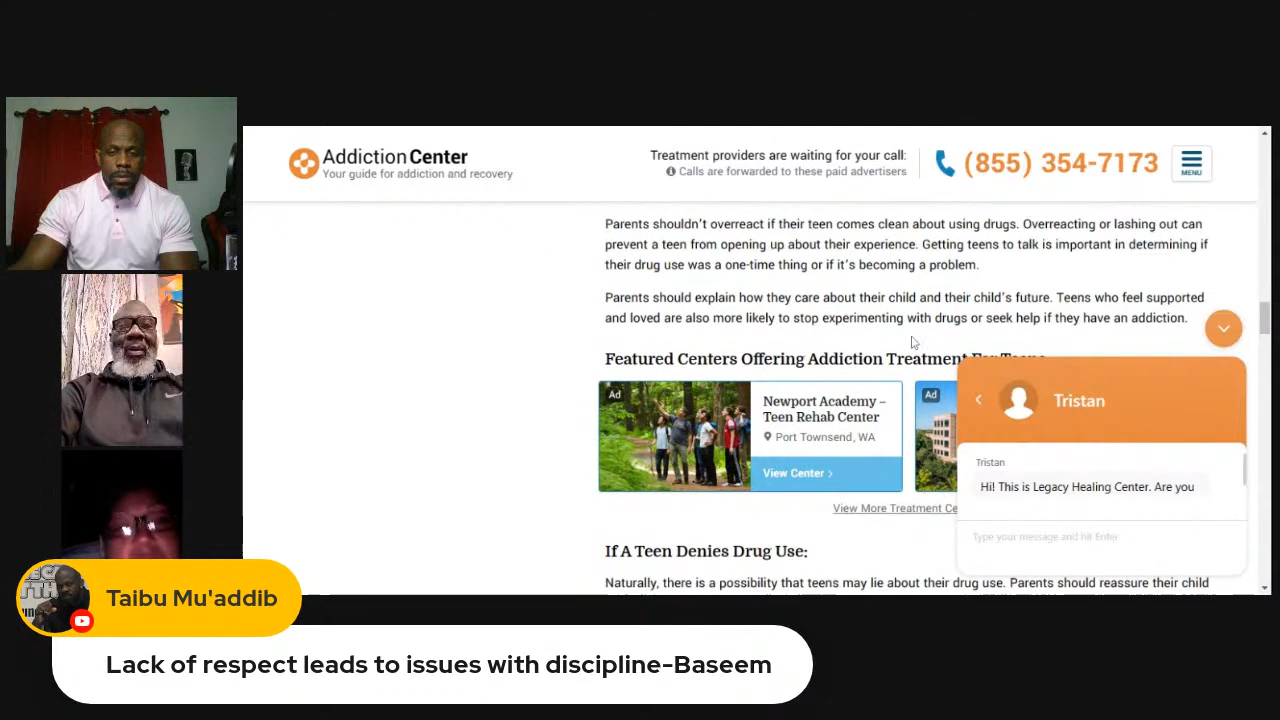 AddictionCenter
Your guide for addiction and recovery
Treatment providers are waiting for your call:
Calls are forwarded to these paid advertisers
(855) 354-7173
MENU
Parents shouldn't overreact if their teen comes clean about using drugs. Overreacting or lashing out can
prevent a teen from opening up about their experience. Getting teens to talk is important in determining if
their drug use was a one-time thing or if it's becoming a problem.
Parents should explain how they care about their child and their child's future. Teens who feel supported
and loved are also more likely to stop experimenting with drugs or seek help if they have an addiction.
Featured Centers Offering Addiction Treatment For Teens
Ad
Newport Academy –
Teen Rehab Center
Port Townsend, WA
View Center
Ad
View More Treatment Ce
Tristan
Tristan
Hi! This is Legacy Healing Center. Are you
Type your message and hit Enter
If A Teen Denies Drug Use:
Naturally, there is a possibility that teens may lie about their drug use. Parents should reassure their child
Taibu Mu'addib
Lack of respect leads to issues with discipline-Baseem